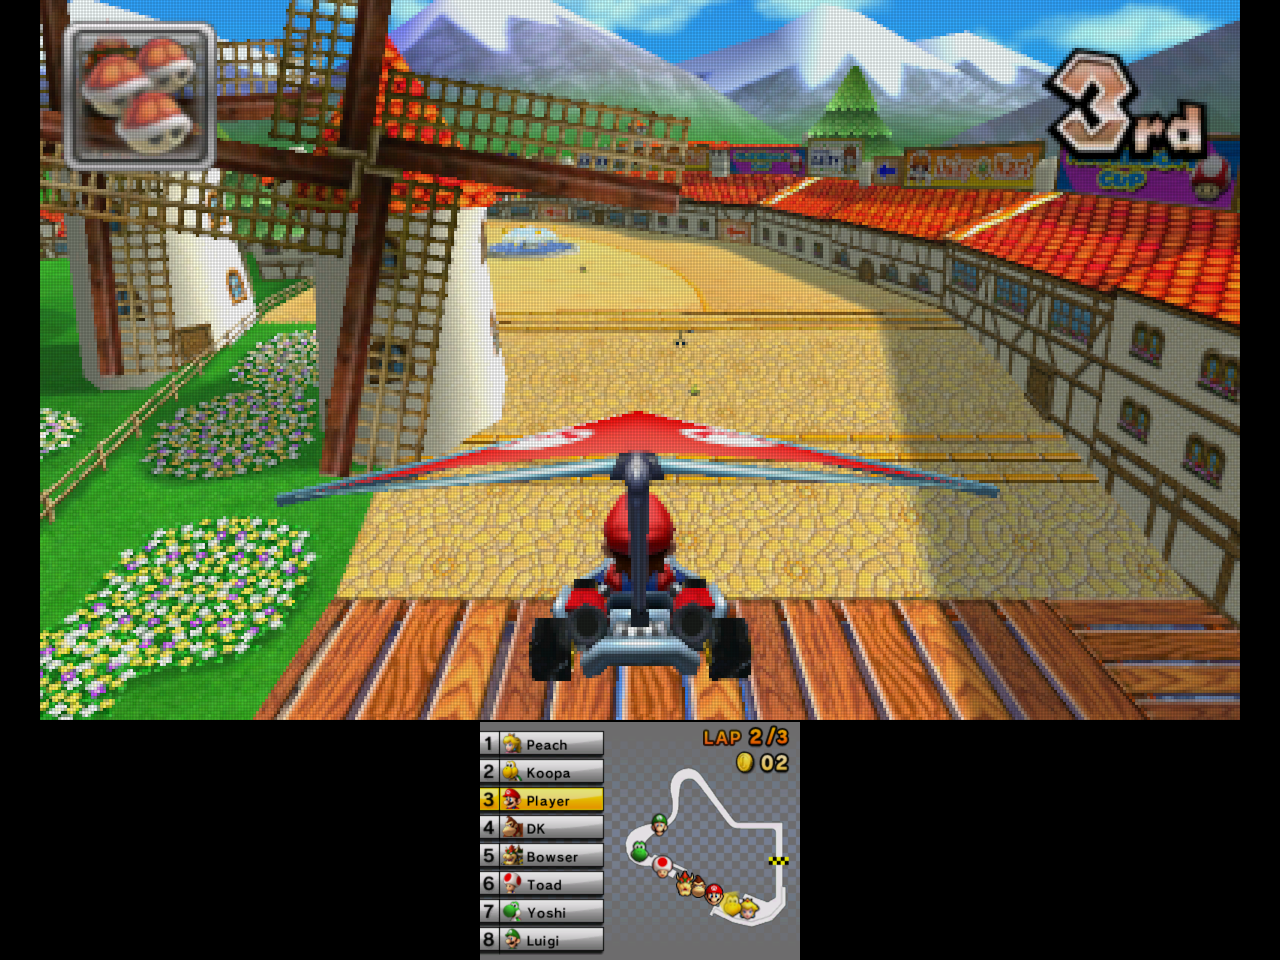 3rd
CUP
LAP 2/3
02
1 Peach
2 Koopa
3 Player
4 DK
5 Bowser
6 Toad
7 Yoshi
8 Luigi